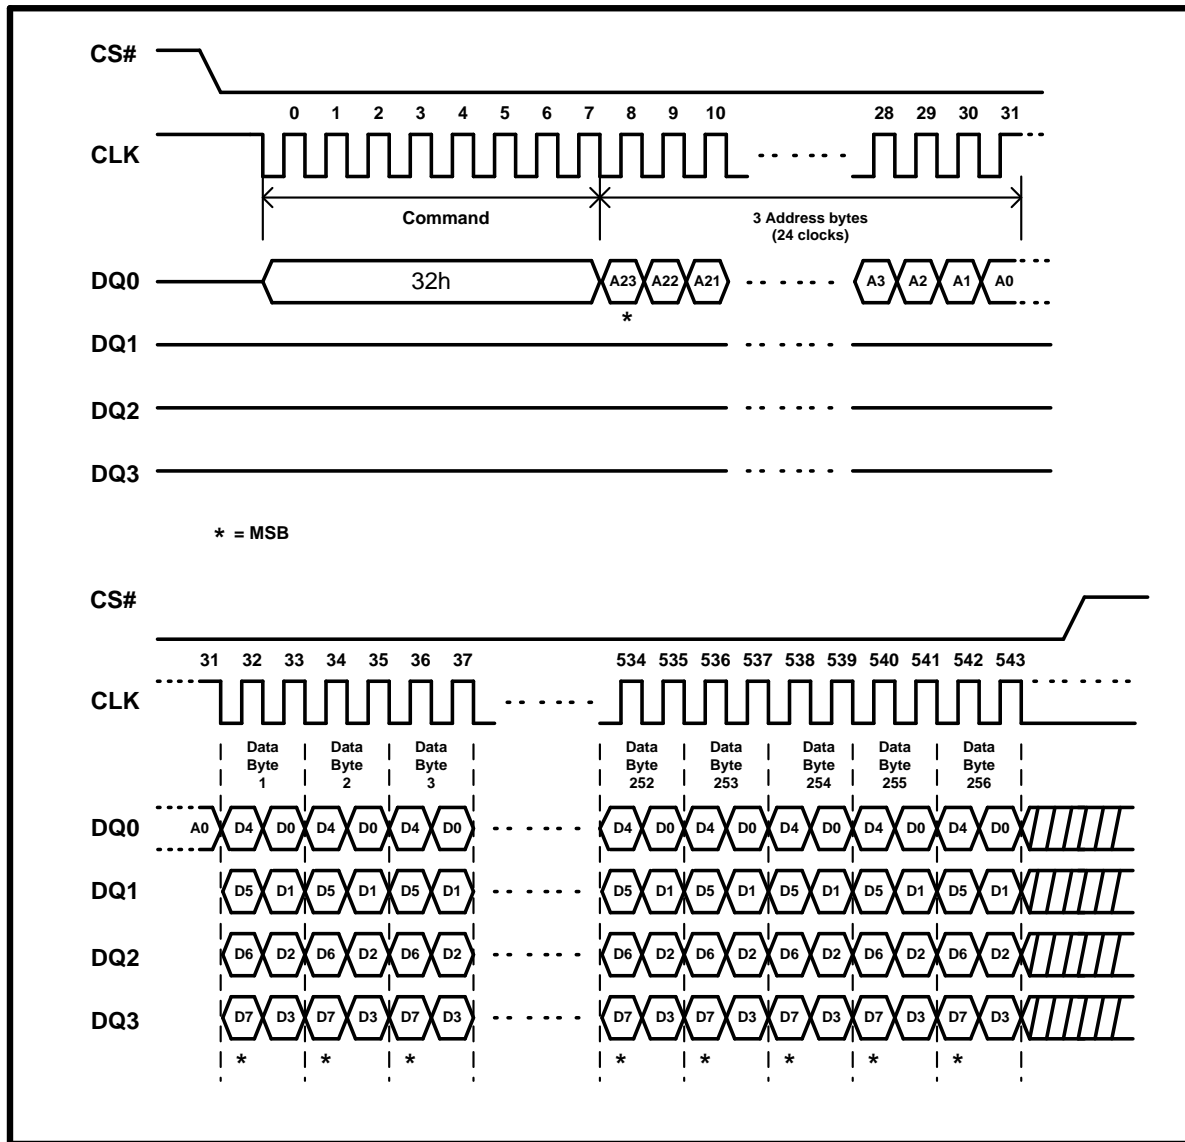 CS#
0 1 2 3 4 5 6 7 8 9 10 28 29 30 31
CLK
Command
3 Address bytes
(24 clocks)
DQ0 32h A23 A22 A21 A3 A2 A1 A0
*
DQ1
DQ2
DQ3
* = MSB
CS#
31 32 33 34 35 36 37 534 535 536 537 538 539 540 541 542 543
CLK
Data Data Data Data Data Data Data Data
Byte Byte Byte Byte Byte Byte Byte Byte
1 2 3 252 253 254 255 256
DQ0 A0 D4 D0 D4 D0 D4 D0 D4 D0 D4 D0 D4 D0 D4 D0 D4 D0
DQ1 D5 D1 D5 D1 D5 D1 D5 D1 D5 D1 D5 D1 D5 D1 D5 D1
DQ2 D6 D2 D6 D2 D6 D2 D6 D2 D6 D2 D6 D2 D6 D2 D6 D2
DQ3 D7 D3 D7 D3 D7 D3 D7 D3 D7 D3 D7 D3 D7 D3 D7 D3
* * * * * * * *